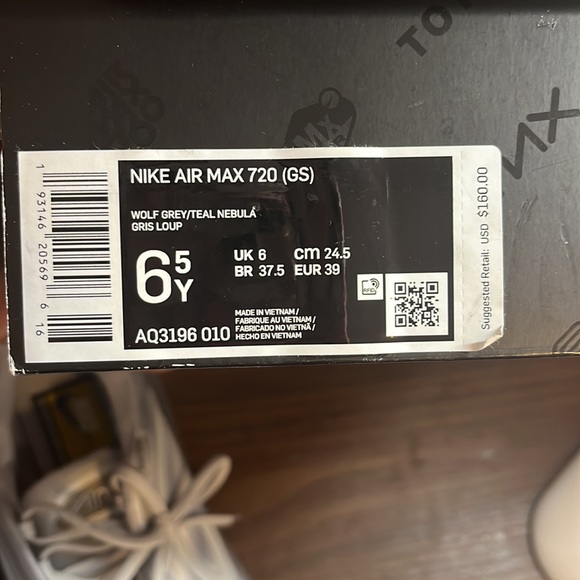 NIKE AIR MAX 720 (GS)
WOLF GREY/TEAL NEBULA
GRIS LOUP
6 5 Y
UK 6 CM 24.5
BR 37.5 EUR 39
AQ3196 010
MADE IN VIETNAM /
FABRIQUE AU VIETNAM /
FABRICADO NO VIETNÃ /
HECHO EN VIETNAM
RFID
1 93146 20569 6 16
Suggested Retail: USD $160.00